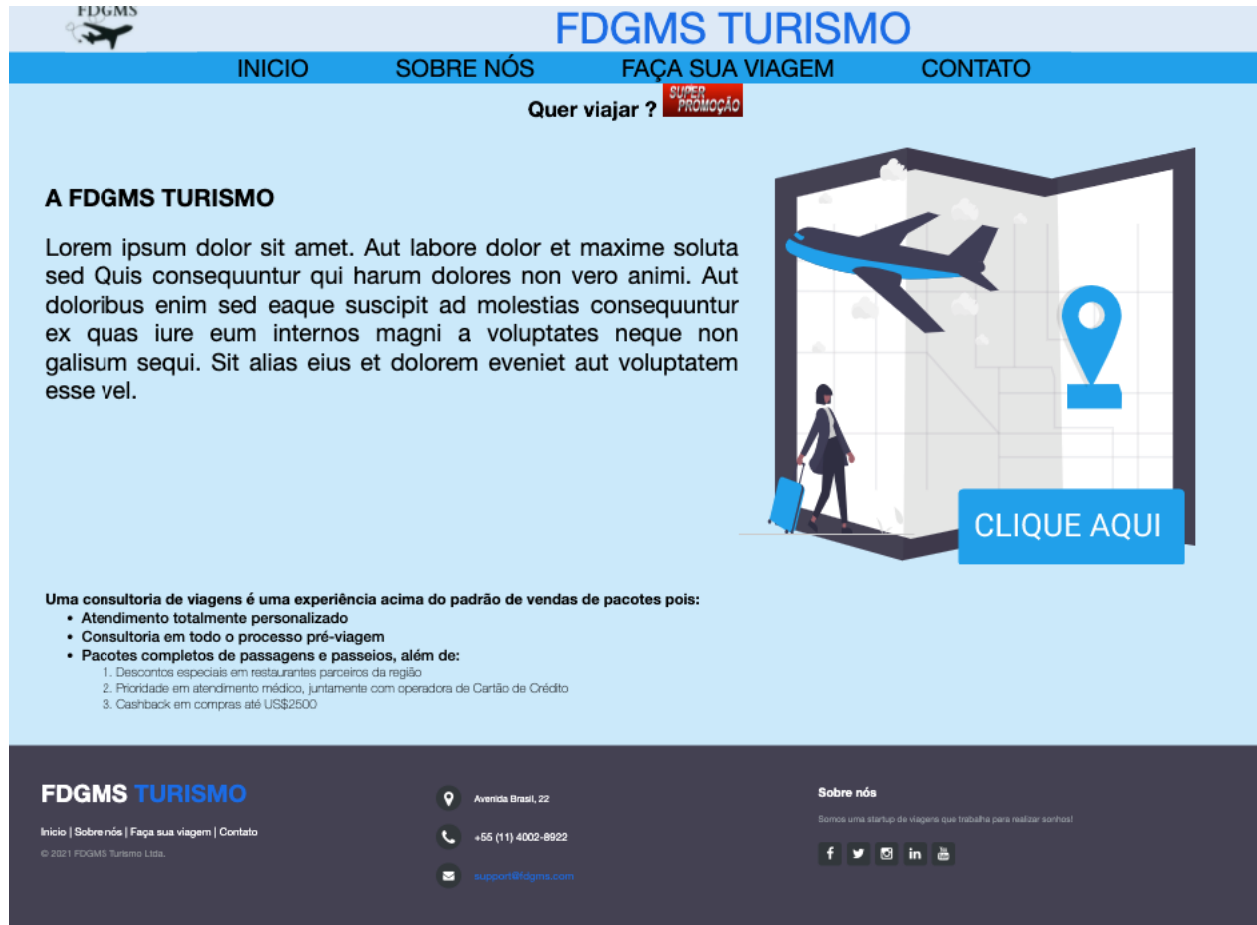 FDGMS
FDGMS TURISMO
INICIO SOBRE NÓS FAÇA SUA VIAGEM CONTATO
Quer viajar ? SUPER PROMOÇÃO
A FDGMS TURISMO
Lorem ipsum dolor sit amet. Aut labore dolor et maxime soluta
sed Quis consequuntur qui harum dolores non vero animi. Aut
doloribus enim sed eaque suscipit ad molestias consequuntur
ex quas iure eum internos magni a voluptates neque non
galisum sequi. Sit alias eius et dolorem eveniet aut voluptatem
esse vel.
CLIQUE AQUI
Uma consultoria de viagens é uma experiência acima do padrão de vendas de pacotes pois:
• Atendimento totalmente personalizado
• Consultoria em todo o processo pré-viagem
• Pacotes completos de passagens e passeios, além de:
1. Descontos especiais em restaurantes parceiros da região
2. Prioridade em atendimento médico, juntamente com operadora de Cartão de Crédito
3. Cashback em compras até US$2500
FDGMS TURISMO
Inicio | Sobre nós | Faça sua viagem | Contato
© 2021 FDGMS Turismo Ltda.
Avenida Brasil, 22
+55 (11) 4002-8922
support@fdgms.com
Sobre nós
Somos uma startup de viagens que trabalha para realizar sonhos!
f in You Tube